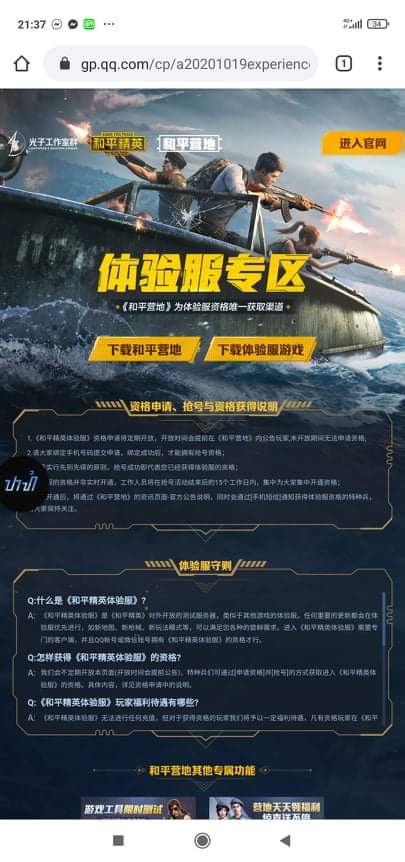 21:37
34
gp.qq.com/cp/a20201019experienc
1
光子工作室群
和平精英
和平营地
进入官网
体验服专区
《和平营地》为体验服资格唯一获取渠道
下载和平营地
下载体验服游戏
资格申请、抢号与资格获得说明
1.《和平精英体验服》资格申请将定期开放，开放时间会提前在《和平营地》内公告玩家,未开放期间无法申请资格;
2.请大家绑定手机号码提交申请，绑定成功后，才能拥有抢号资格;
实行先到先得的原则。抢号成功即代表您已经获得体验服的资格;
的资格并非实时开通，工作人员将在抢号活动结束后的15个工作日内，集中为大家集中开通资格;
开通后，将通过《和平营地》的资讯页面-官方公告说明，同时会通过[手机短信]通知获得体验服资格的特种兵，
大家保持关注。
体验服守则
Q:什么是《和平精英体验服》?
A: 《和平精英体验服》是《和平精英》对外开放的测试服务器，类似于其他游戏的体验服。任何重要的更新都会在体
验服优先进行，如新地图、新枪械、新玩法模式等，可以满足您各种的尝鲜需求。进入《和平精英体验服》需要专
门的客户端，并且QQ账号或微信账号拥有《和平精英体验服》的资格才行。
Q:怎样获得《和平精英体验服》的资格?
A: 我们会不定期开放本页面(开放时间会提前公告)，特种兵们可通过[申请资格]并[抢号]的方式获取进入《和平精英体
验服》的资格。具体内容，详见资格申请中的说明。
Q:《和平精英体验服》玩家福利待遇有哪些?
A: 《和平精英体验服》无法进行任何充值。但对于获得资格的玩家我们将予以一定福利待遇。凡有资格玩家在《和平
和平营地其他专属功能
游戏工具限时测试
营地天天领福利
惊喜送不停